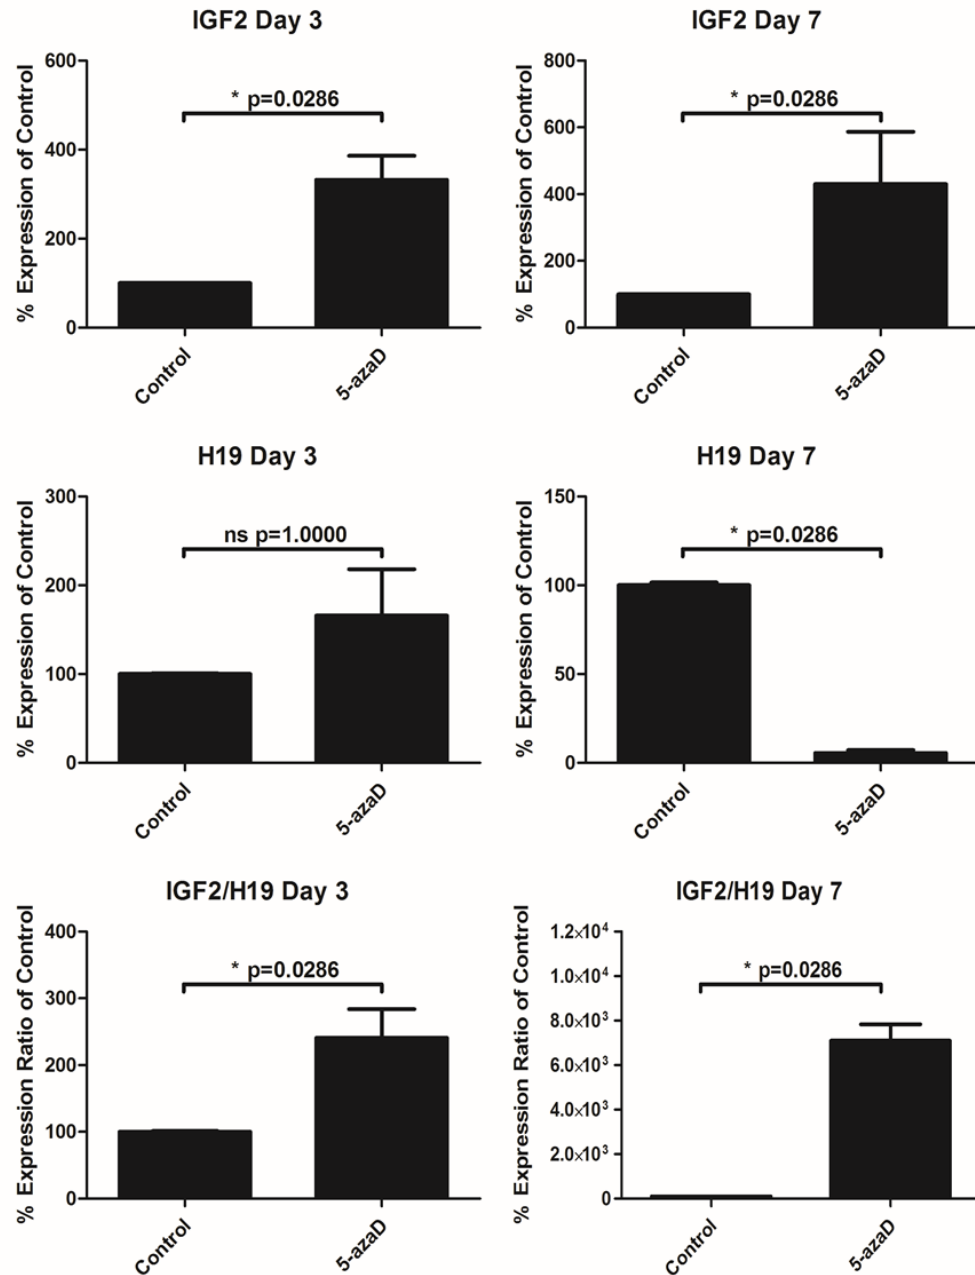 IGF2 Day 3
% Expression of Control
600
400
200
0
* p=0.0286
Control
5-azaD
IGF2 Day 7
% Expression of Control
800
600
400
200
0
* p=0.0286
Control
5-azaD
H19 Day 3
% Expression of Control
300
200
100
0
ns p=1.0000
Control
5-azaD
H19 Day 7
% Expression of Control
150
100
50
0
* p=0.0286
Control
5-azaD
IGF2/H19 Day 3
% Expression Ratio of Control
400
300
200
100
0
* p=0.0286
Control
5-azaD
IGF2/H19 Day 7
% Expression Ratio of Control
1.2×10⁴
1.0×10⁴
8.0×10³
6.0×10³
4.0×10³
2.0×10³
0
* p=0.0286
Control
5-azaD